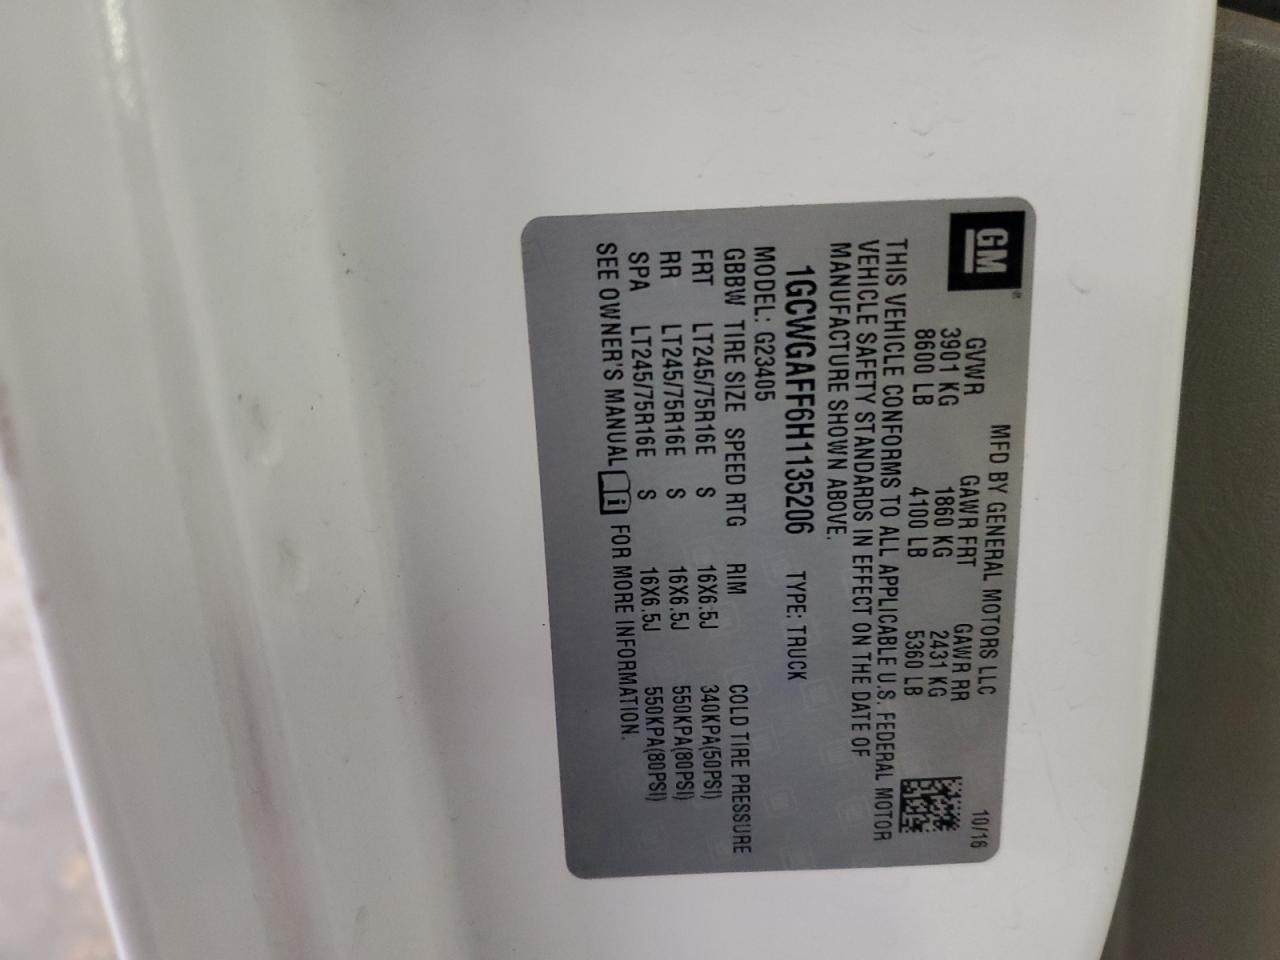 GM®
MFD BY GENERAL MOTORS LLC 10/16
GVWR GAWR FRT GAWR RR
3901 KG 1860 KG 2431 KG
8600 LB 4100 LB 5360 LB
THIS VEHICLE CONFORMS TO ALL APPLICABLE U.S. FEDERAL MOTOR
VEHICLE SAFETY STANDARDS IN EFFECT ON THE DATE OF
MANUFACTURE SHOWN ABOVE.
1GCWGAFF6H1135206 TYPE: TRUCK
MODEL: G23405
GBBW TIRE SIZE SPEED RTG RIM COLD TIRE PRESSURE
FRT LT245/75R16E S 16X6.5J 340KPA(50PSI)
RR LT245/75R16E S 16X6.5J 550KPA(80PSI)
SPA LT245/75R16E S 16X6.5J 550KPA(80PSI)
SEE OWNER'S MANUAL i FOR MORE INFORMATION.